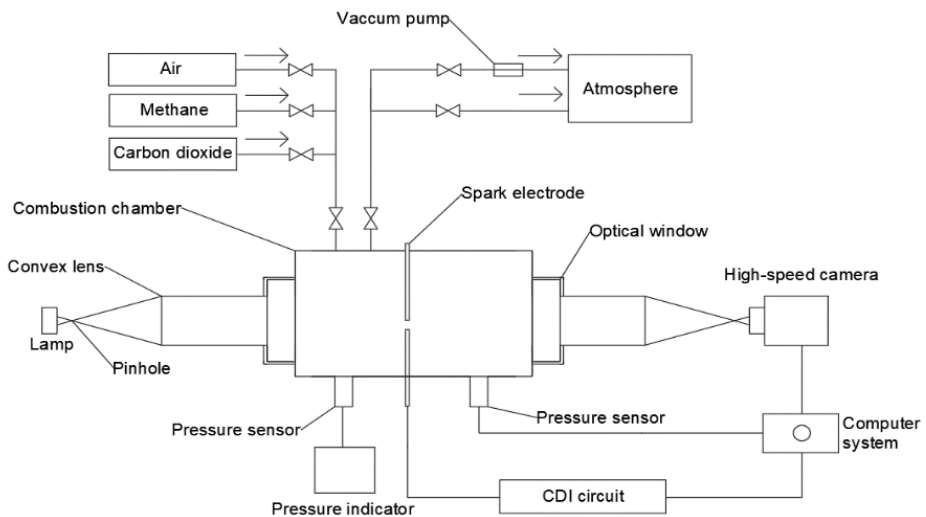 Vaccum pump
Air
Methane
Carbon dioxide
Atmosphere
Spark electrode
Combustion chamber
Optical window
Convex lens
High-speed camera
Lamp
Pinhole
Pressure sensor
Pressure sensor
Computer
system
CDI circuit
Pressure indicator